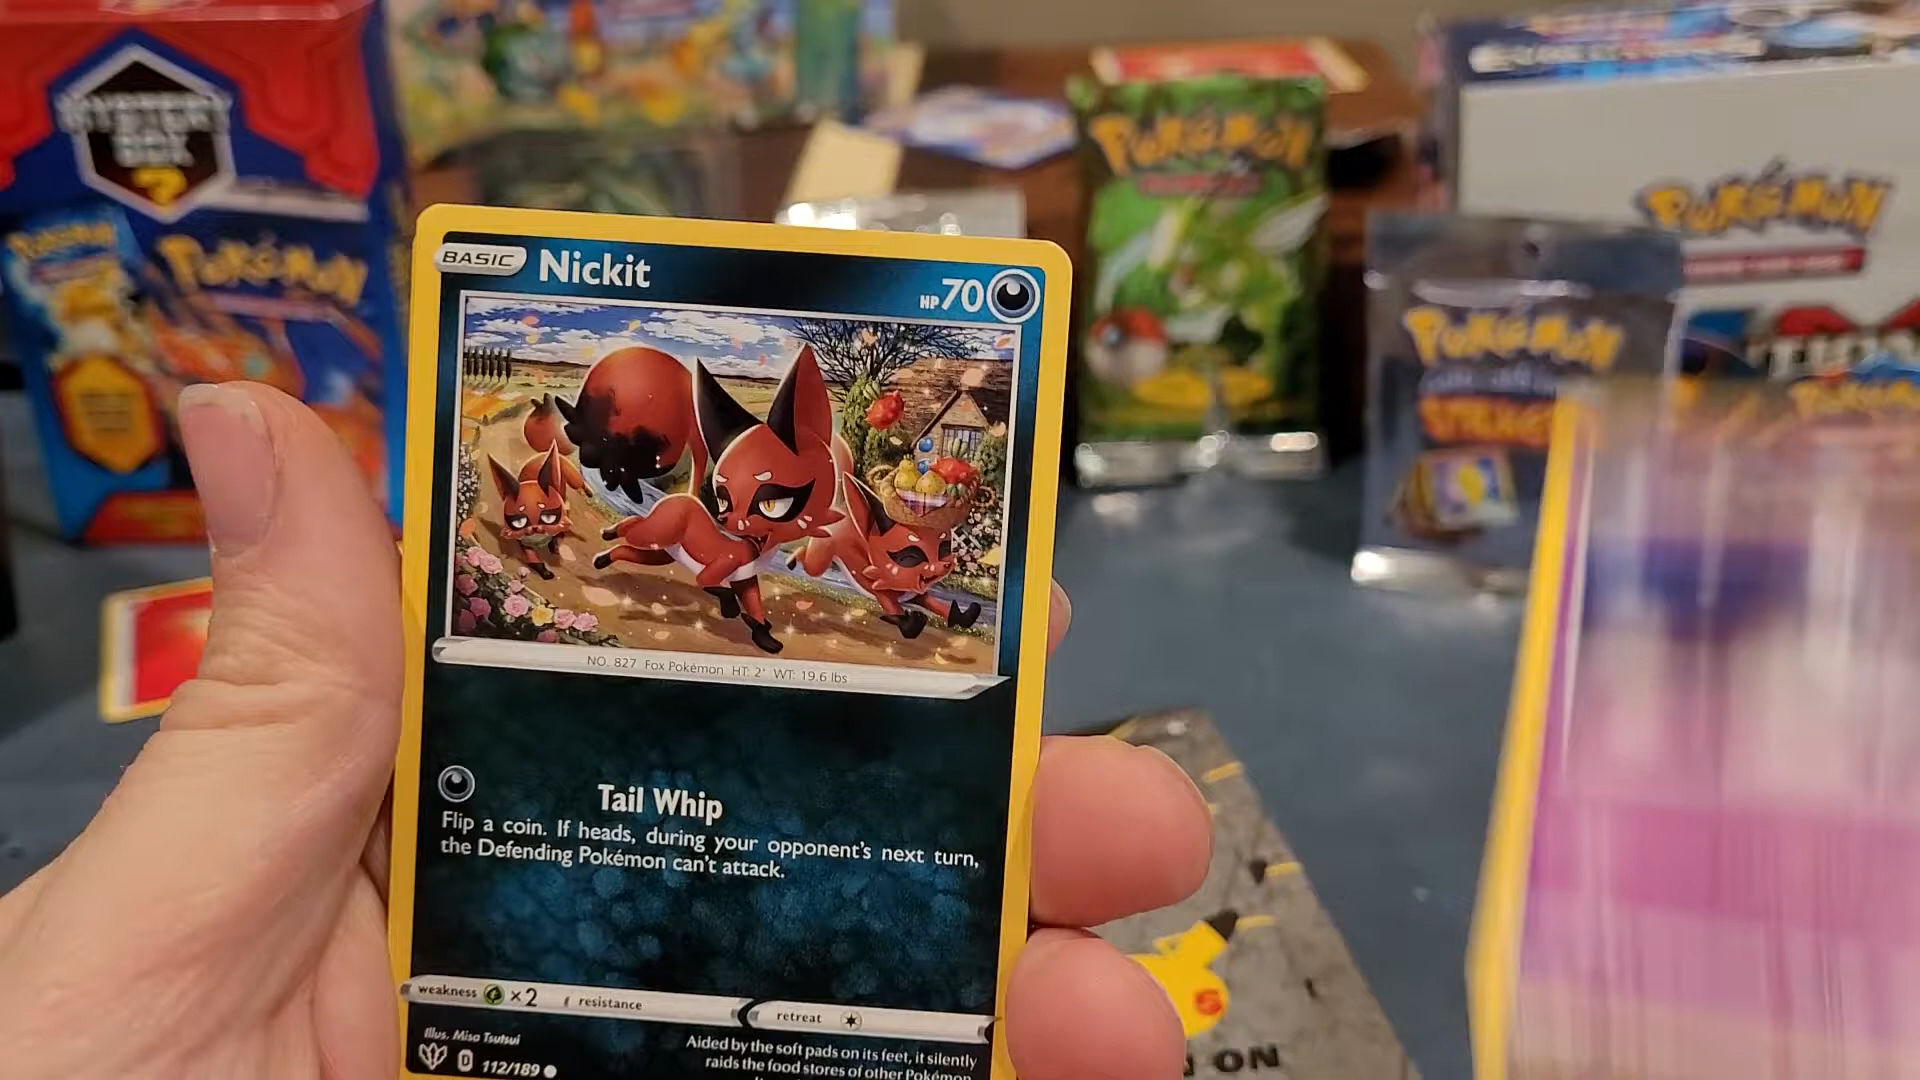 MYSTERY
BOX
?
Pokémon
Pokémon
Pokémon
Pokémon
Pokémon
BASIC Nickit HP 70
NO. 827 Fox Pokémon HT: 2' WT: 19.6 lbs
Tail Whip
Flip a coin. If heads, during your opponent's next turn,
the Defending Pokémon can't attack.
weakness ×2 resistance retreat
Illus. Misa Tsutsui
D 112/189
Aided by the soft pads on its feet, it silently
raids the food stores of other Pokémon.
ON